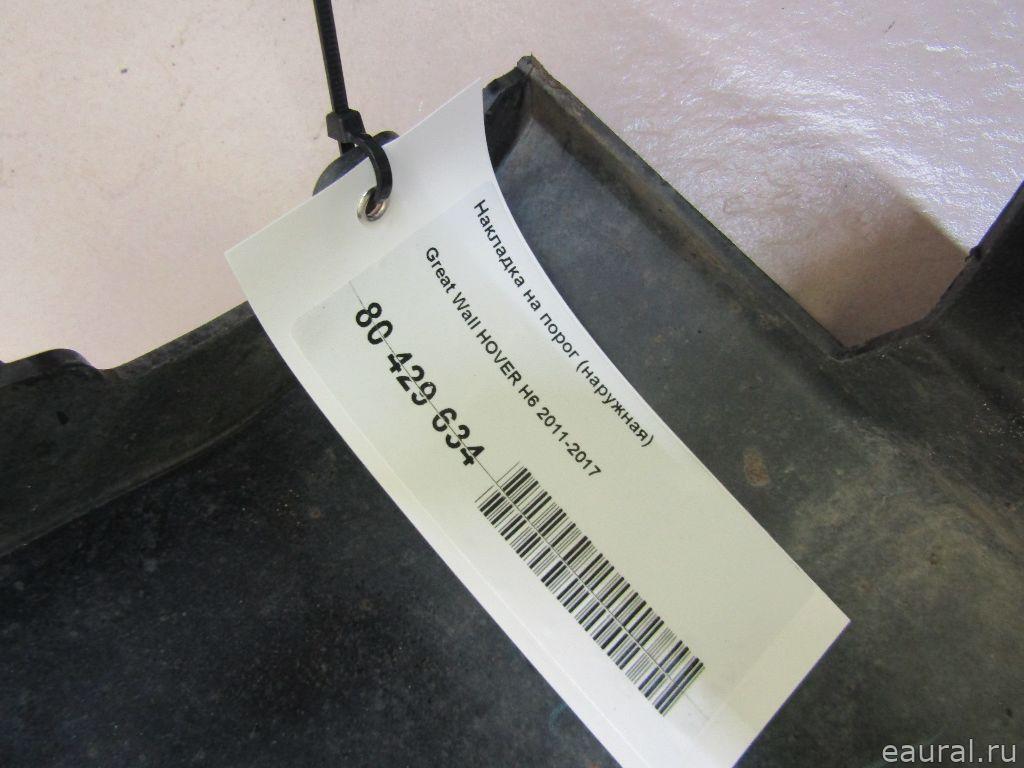 Накладка на порог (наружная)
Great Wall HOVER H6 2011-2017
80 429 634
eaural.ru